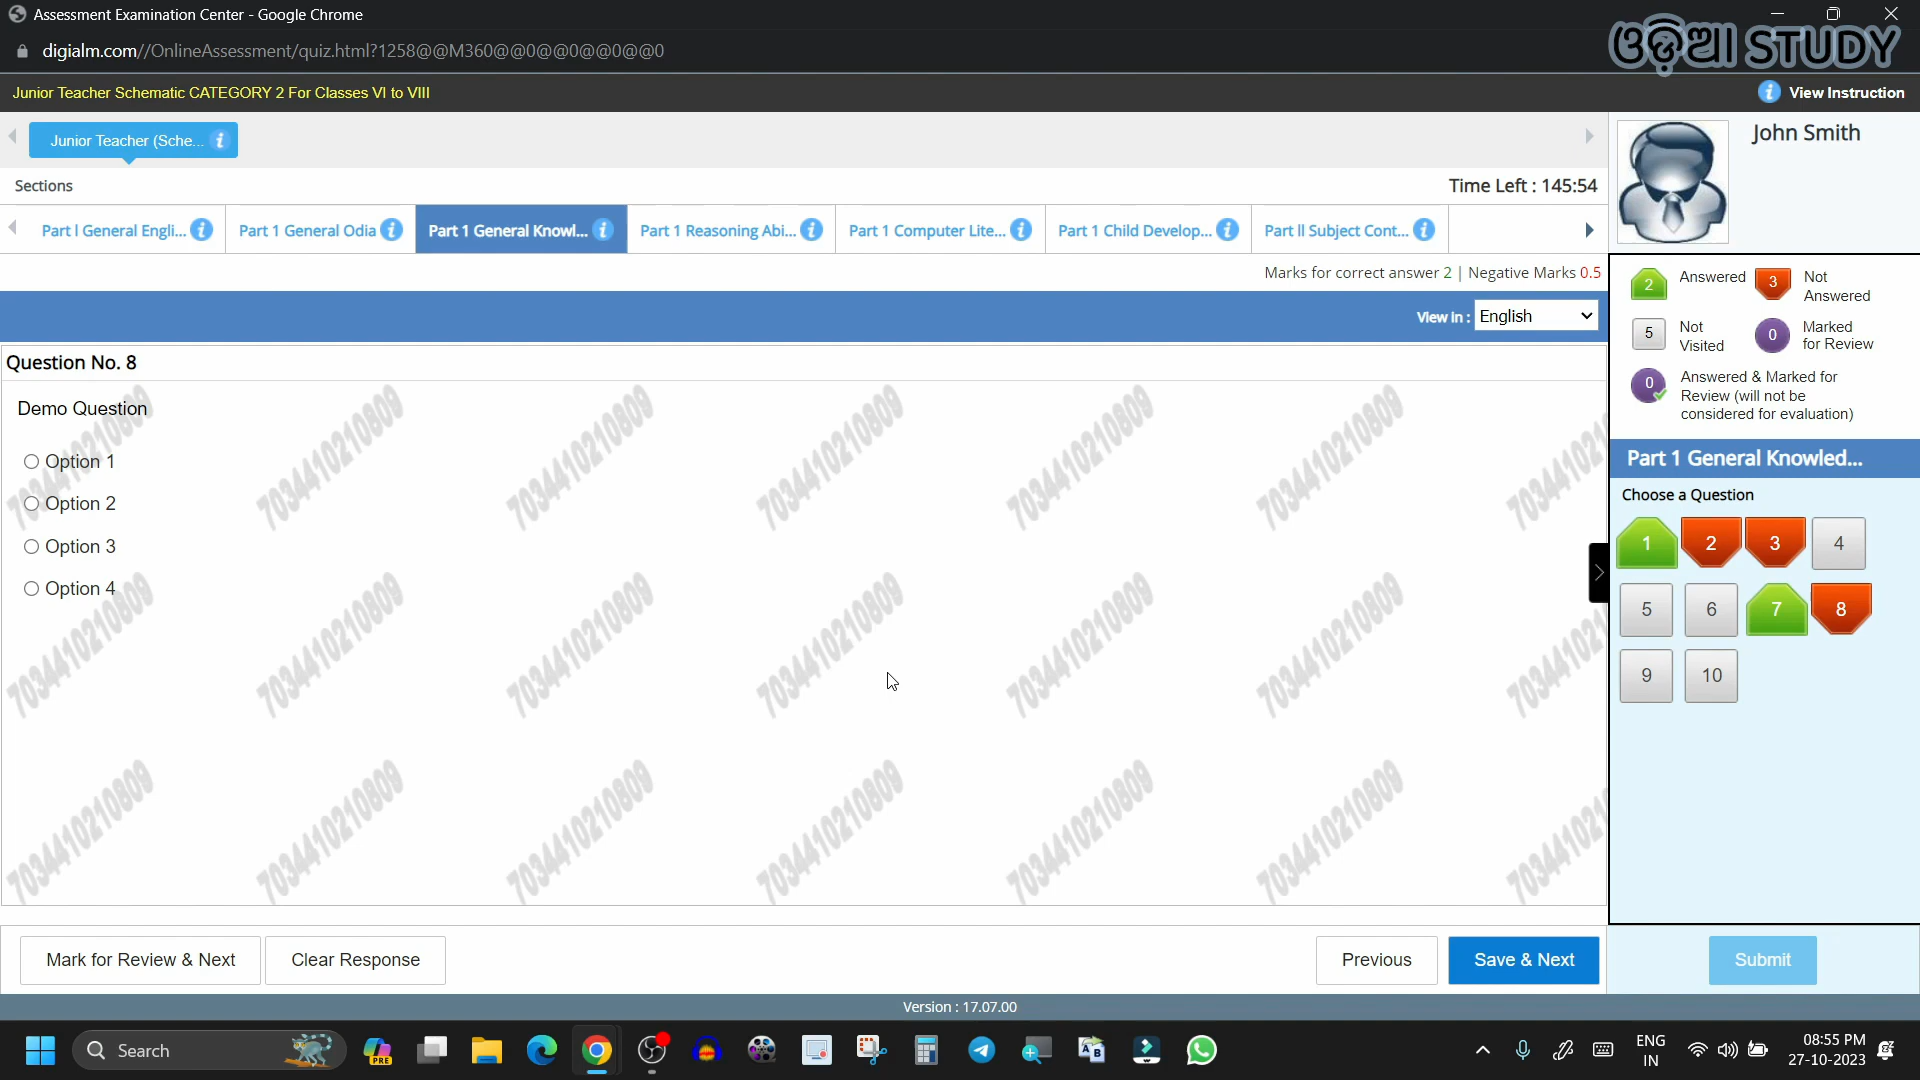 Assessment Examination Center - Google Chrome
digialm.com//OnlineAssessment/quiz.html?1258@@M360@@0@@0@@0@@0
ଓଡ଼ିଆ STUDY
Junior Teacher Schematic CATEGORY 2 For Classes VI to VIII
View Instruction
Junior Teacher (Sche...
John Smith
Sections
Time Left : 145:54
Part I General Engli...
Part 1 General Odia
Part 1 General Knowl...
Part 1 Reasoning Abi...
Part 1 Computer Lite...
Part 1 Child Develop...
Part II Subject Cont...
Marks for correct answer 2 | Negative Marks 0.5
View in : English
2 Answered
3 Not Answered
5 Not Visited
0 Marked for Review
0 Answered & Marked for Review (will not be considered for evaluation)
Question No. 8
Demo Question
Option 1
Option 2
Option 3
Option 4
7034410210809
Part 1 General Knowled...
Choose a Question
1 2 3 4
5 6 7 8
9 10
Mark for Review & Next
Clear Response
Previous
Save & Next
Submit
Version : 17.07.00
Search
PRE
ENG
IN
08:55 PM
27-10-2023